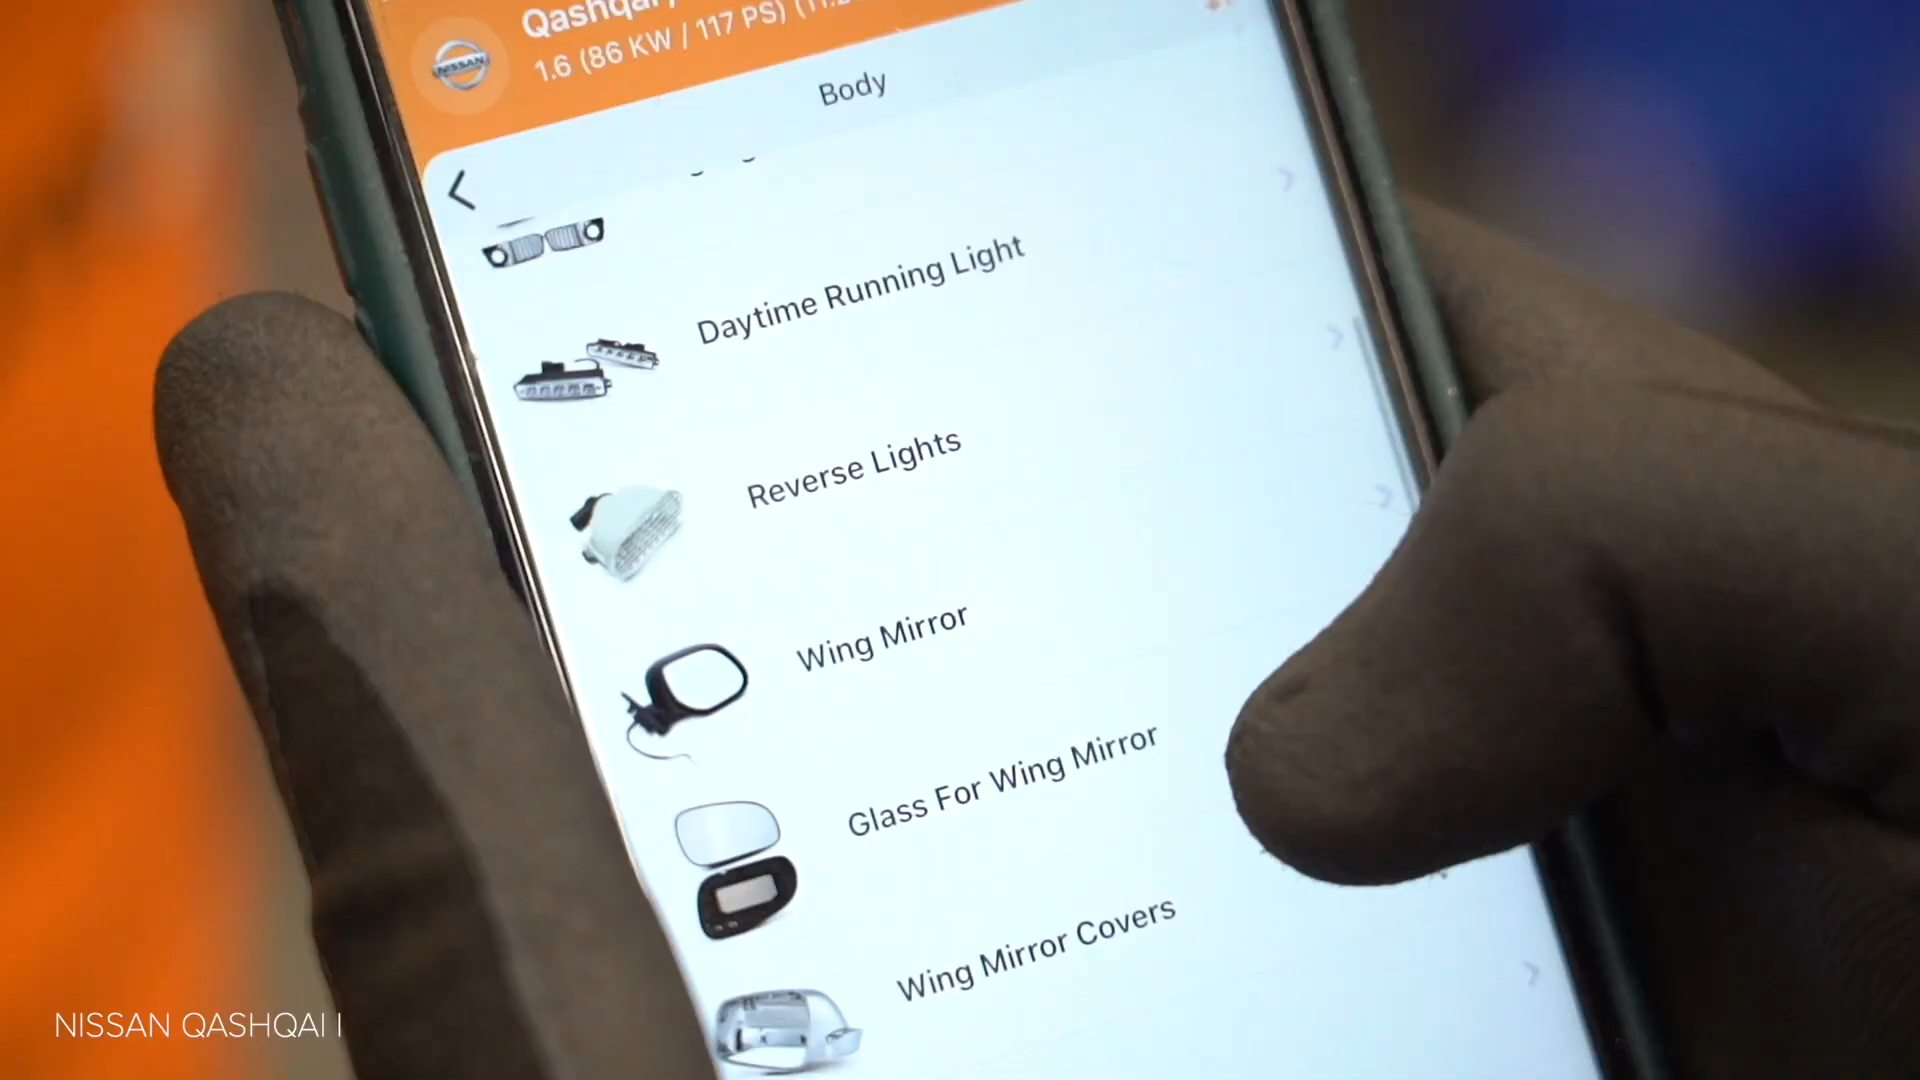 NISSAN
1.6 (86 KW / 117 PS)
Body
Daytime Running Light
Reverse Lights
Wing Mirror
Glass For Wing Mirror
Wing Mirror Covers
NISSAN QASHQAI I